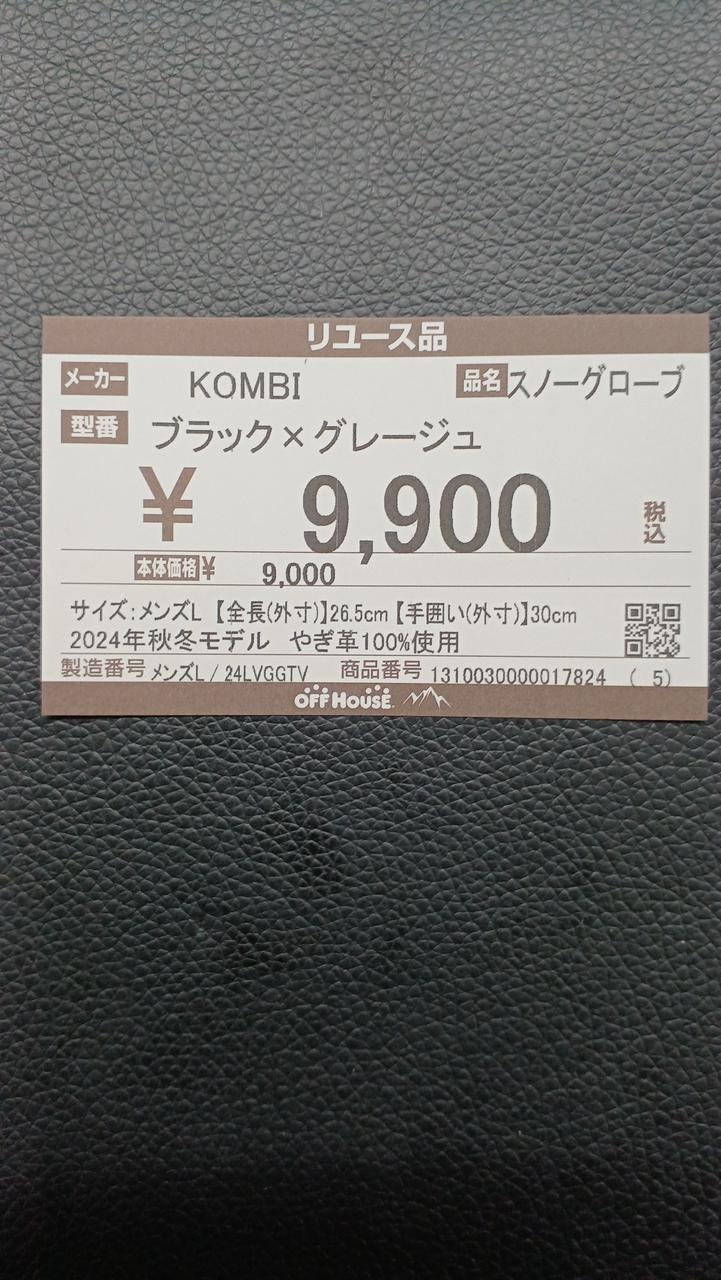 リユース品
メーカー KOMBI 品名 スノーグローブ
型番 ブラック×グレージュ
¥ 9,900 税込
本体価格¥ 9,000
サイズ:メンズL 【全長(外寸)】26.5cm【手囲い(外寸)】30cm
2024年秋冬モデル やぎ革100%使用
製造番号 メンズL / 24LVGGTV 商品番号 1310030000017824 ( 5)
OFF HOUSE